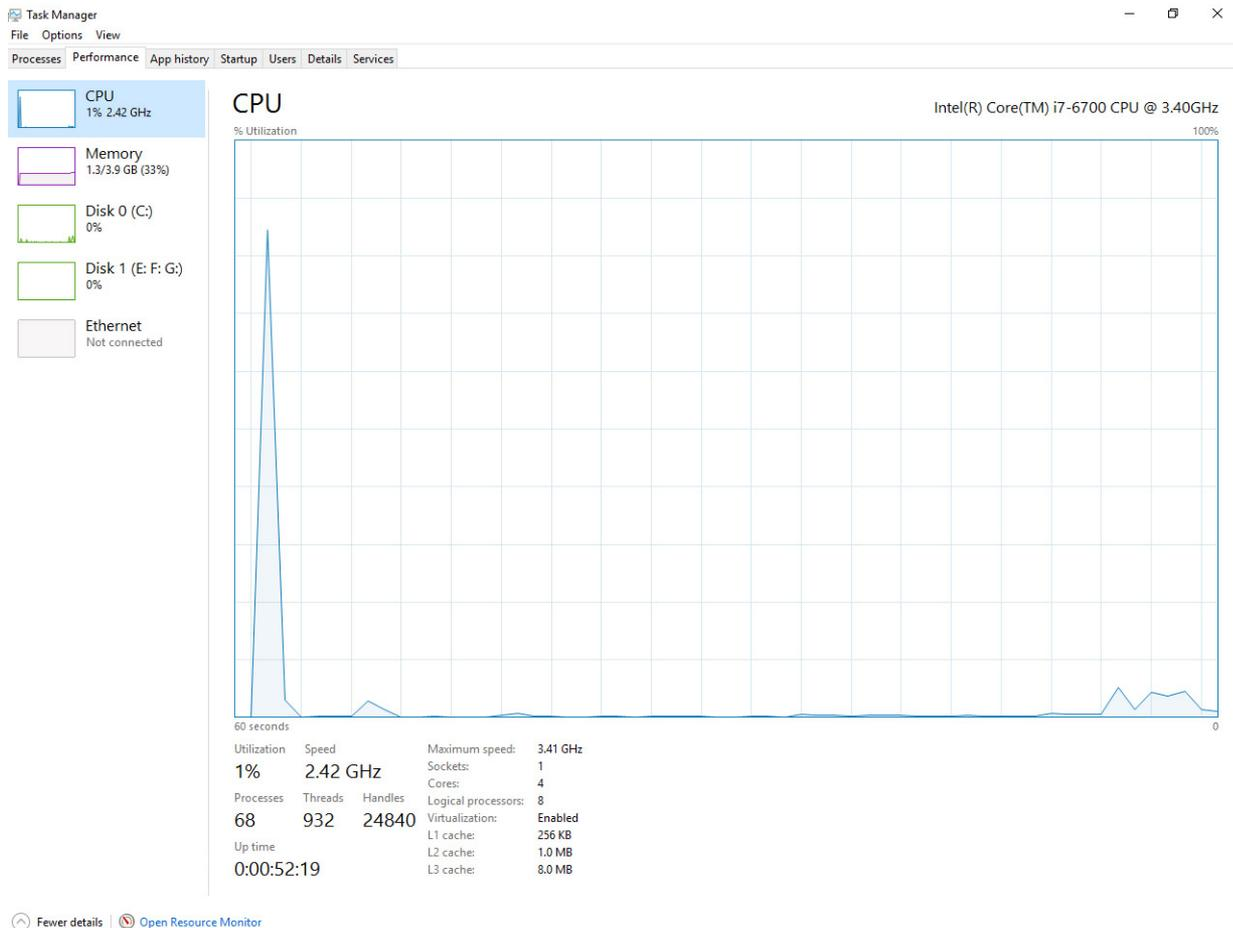 Task Manager
File Options View
Processes Performance App history Startup Users Details Services
CPU
1% 2.42 GHz
Memory
1.3/3.9 GB (33%)
Disk 0 (C:)
0%
Disk 1 (E: F: G:)
0%
Ethernet
Not connected
CPU
Intel(R) Core(TM) i7-6700 CPU @ 3.40GHz
% Utilization 100%
60 seconds 0
Utilization Speed
1% 2.42 GHz
Processes Threads Handles
68 932 24840
Up time
0:00:52:19
Maximum speed: 3.41 GHz
Sockets: 1
Cores: 4
Logical processors: 8
Virtualization: Enabled
L1 cache: 256 KB
L2 cache: 1.0 MB
L3 cache: 8.0 MB
Fewer details Open Resource Monitor